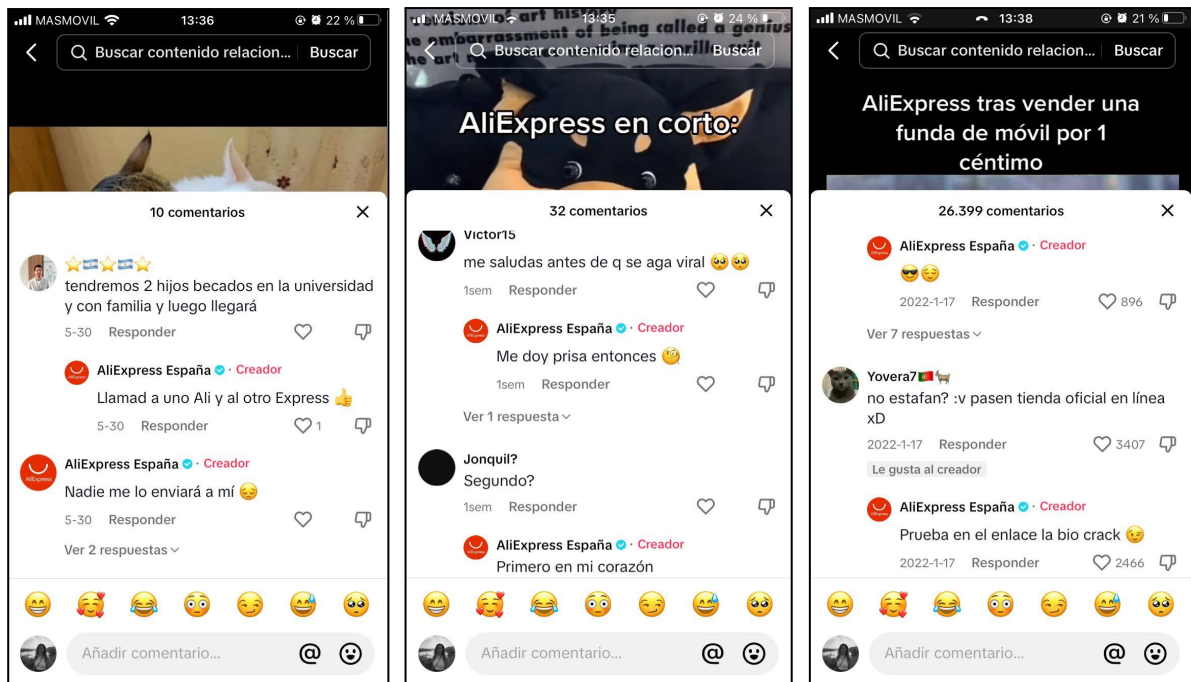 MASMOVIL 13:36 22 %
Buscar contenido relacion... Buscar
10 comentarios
tendremos 2 hijos becados en la universidad
y con familia y luego llegará
5-30 Responder
AliExpress España · Creador
Llamad a uno Ali y al otro Express 👍
5-30 Responder 1
AliExpress España · Creador
Nadie me lo enviará a mí 😔
5-30 Responder
Ver 2 respuestas
Añadir comentario... @
MASMOVIL 13:35 24 %
of art history
embarrassment of being called a genius
Buscar contenido relacion... Buscar
AliExpress en corto:
32 comentarios
Victor15
me saludas antes de q se aga viral 🥺🥺
1sem Responder
AliExpress España · Creador
Me doy prisa entonces 🧐
1sem Responder
Ver 1 respuesta
Jonquil?
Segundo?
1sem Responder
AliExpress España · Creador
Primero en mi corazón
Añadir comentario... @
MASMOVIL 13:38 21 %
Buscar contenido relacion... Buscar
AliExpress tras vender una
funda de móvil por 1
céntimo
26.399 comentarios
AliExpress España · Creador
😎😌
2022-1-17 Responder 896
Ver 7 respuestas
Yovera7🇵🇹🐐
no estafan? :v pasen tienda oficial en línea
xD
2022-1-17 Responder 3407
Le gusta al creador
AliExpress España · Creador
Prueba en el enlace la bio crack 😉
2022-1-17 Responder 2466
Añadir comentario... @